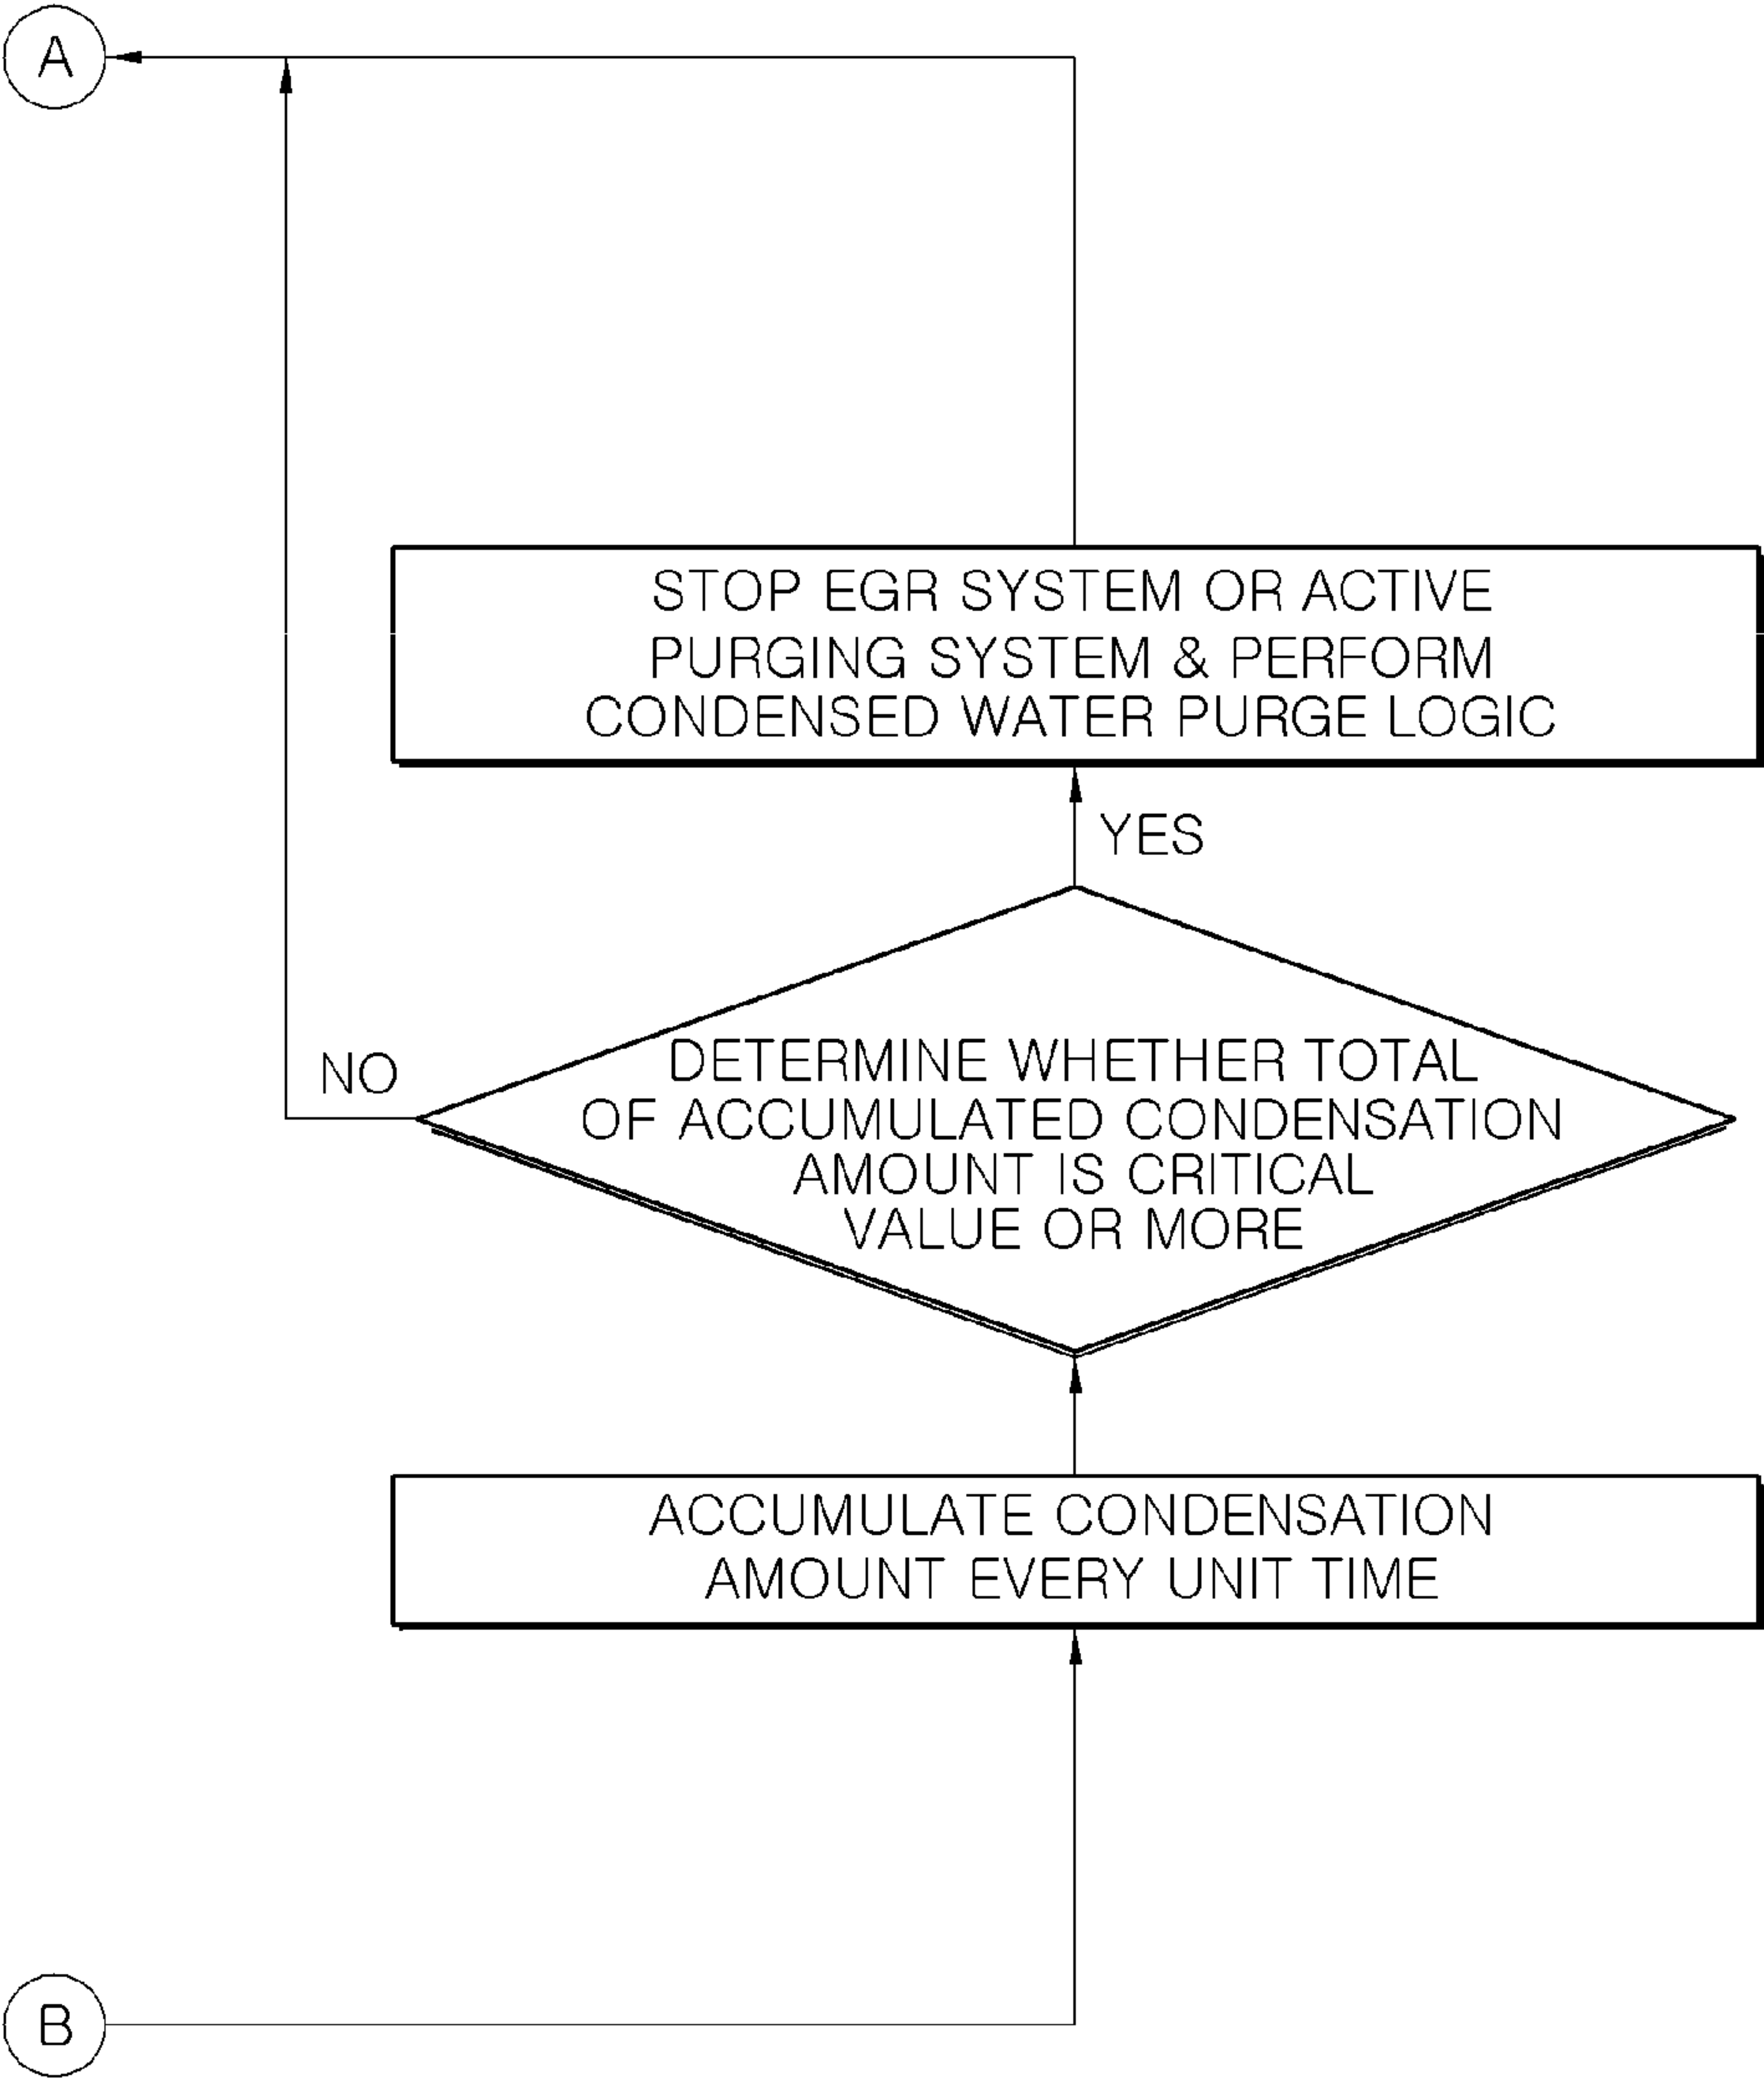 A
STOP EGR SYSTEM OR ACTIVE
PURGING SYSTEM & PERFORM
CONDENSED WATER PURGE LOGIC
YES
NO
DETERMINE WHETHER TOTAL
OF ACCUMULATED CONDENSATION
AMOUNT IS CRITICAL
VALUE OR MORE
ACCUMULATE CONDENSATION
AMOUNT EVERY UNIT TIME
B